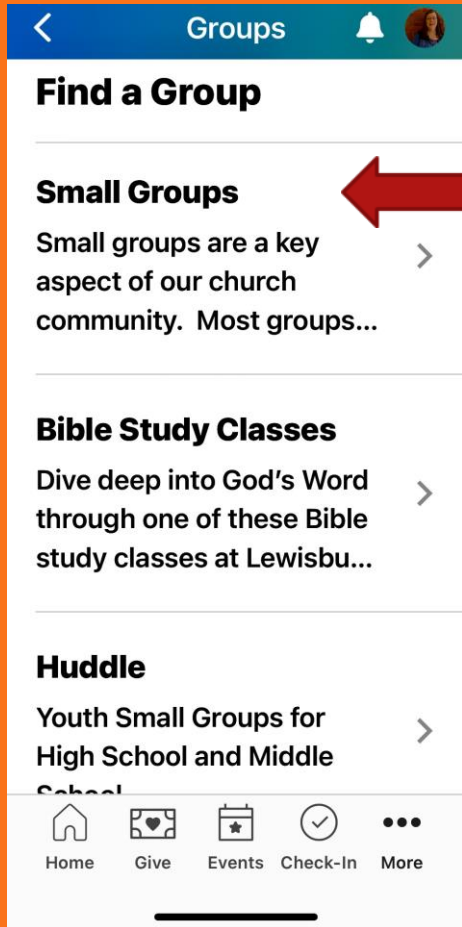 Groups
Find a Group
Small Groups
Small groups are a key
aspect of our church
community.  Most groups...
Bible Study Classes
Dive deep into God's Word
through one of these Bible
study classes at Lewisbu...
Huddle
Youth Small Groups for
High School and Middle
School
Home Give Events Check-In More